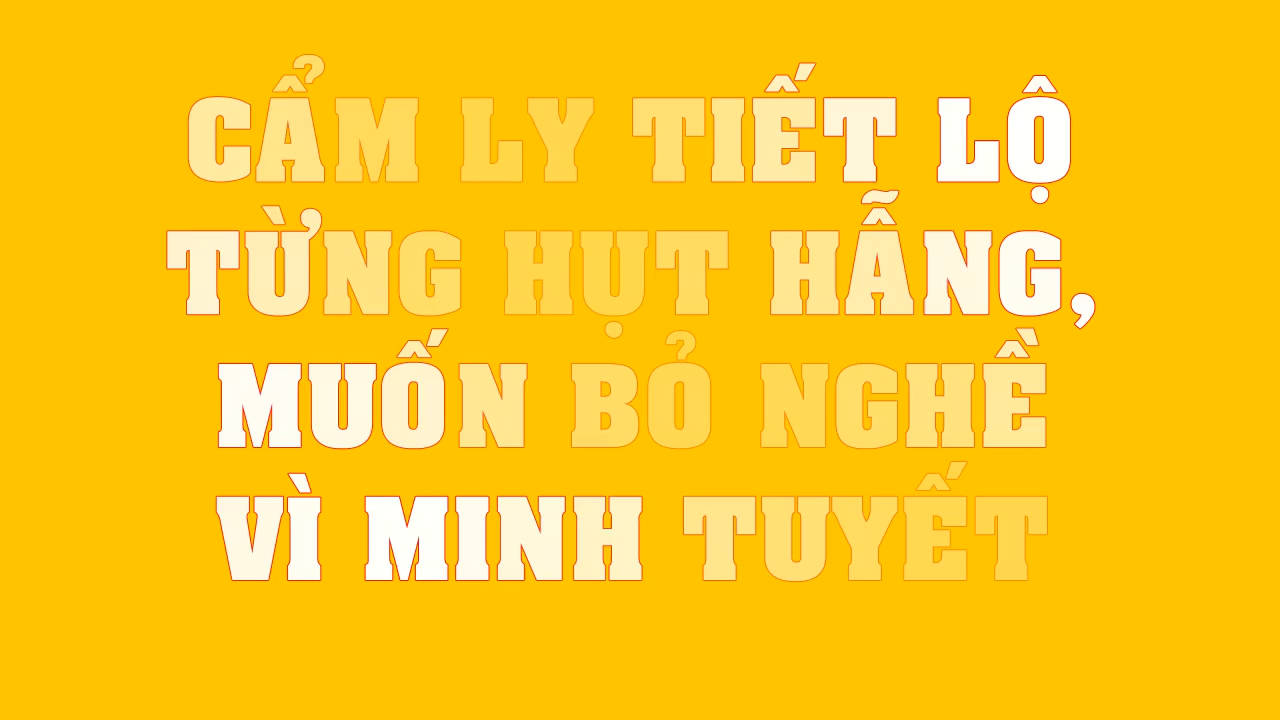 CẨM LY TIẾT LỘ
TỪNG HỤT HẪNG,
MUỐN BỎ NGHỀ
VÌ MINH TUYẾT